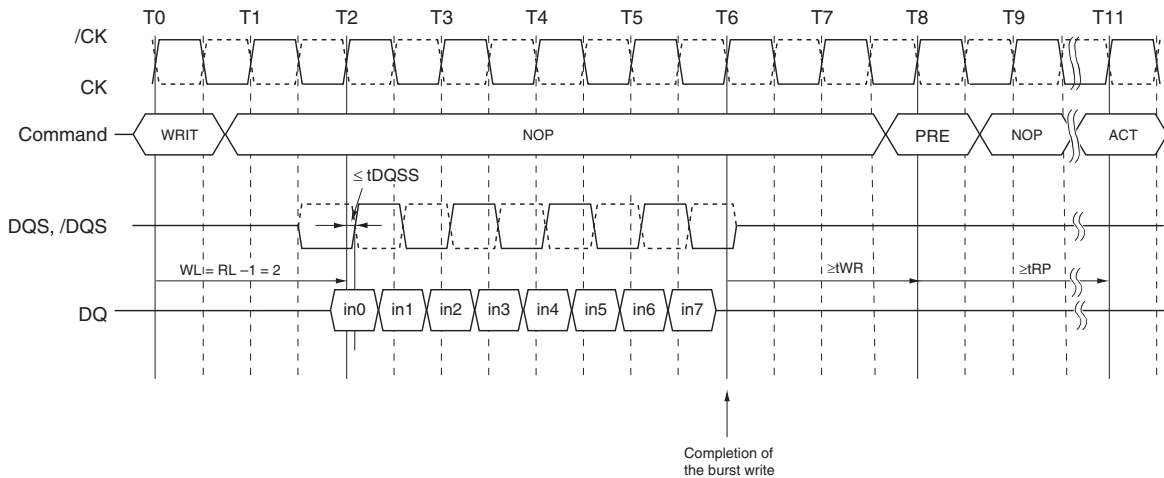 T0 T1 T2 T3 T4 T5 T6 T7 T8 T9 T11
/CK
CK
Command WRIT NOP PRE NOP ACT
≤ tDQSS
DQS, /DQS
WL = RL –1 = 2 ≥tWR ≥tRP
DQ in0 in1 in2 in3 in4 in5 in6 in7
Completion of
the burst write